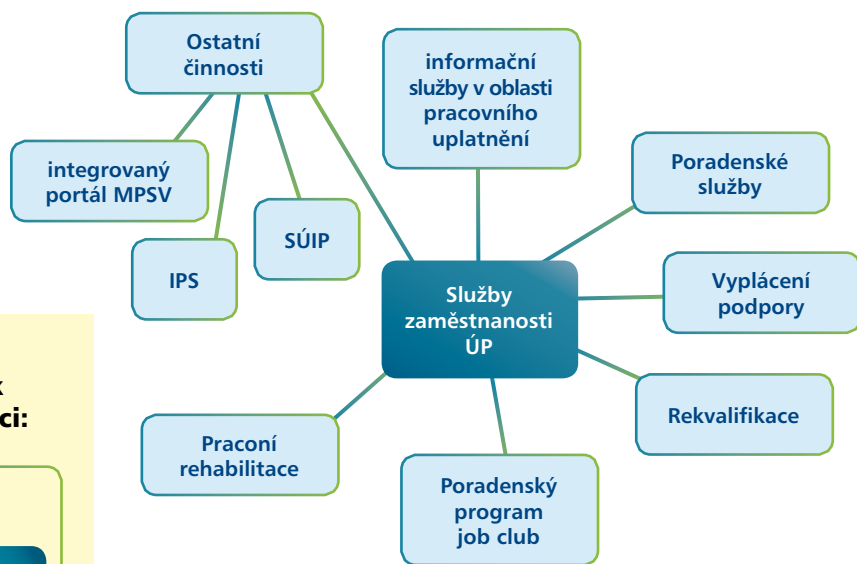 Ostatní
činnosti
informační
služby v oblasti
pracovního
uplatnění
integrovaný
portál MPSV
Poradenské
služby
SÚIP
IPS
Služby
zaměstnanosti
ÚP
Vyplácení
podpory
ci:
Rekvalifikace
Praconí
rehabilitace
Poradenský
program
job club